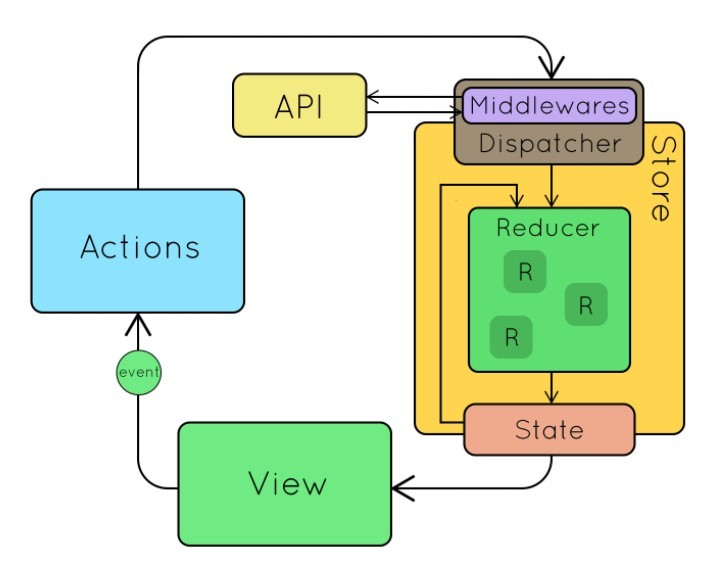 API
Middlewares
Dispatcher
Store
Actions
Reducer
R
R
R
event
State
View